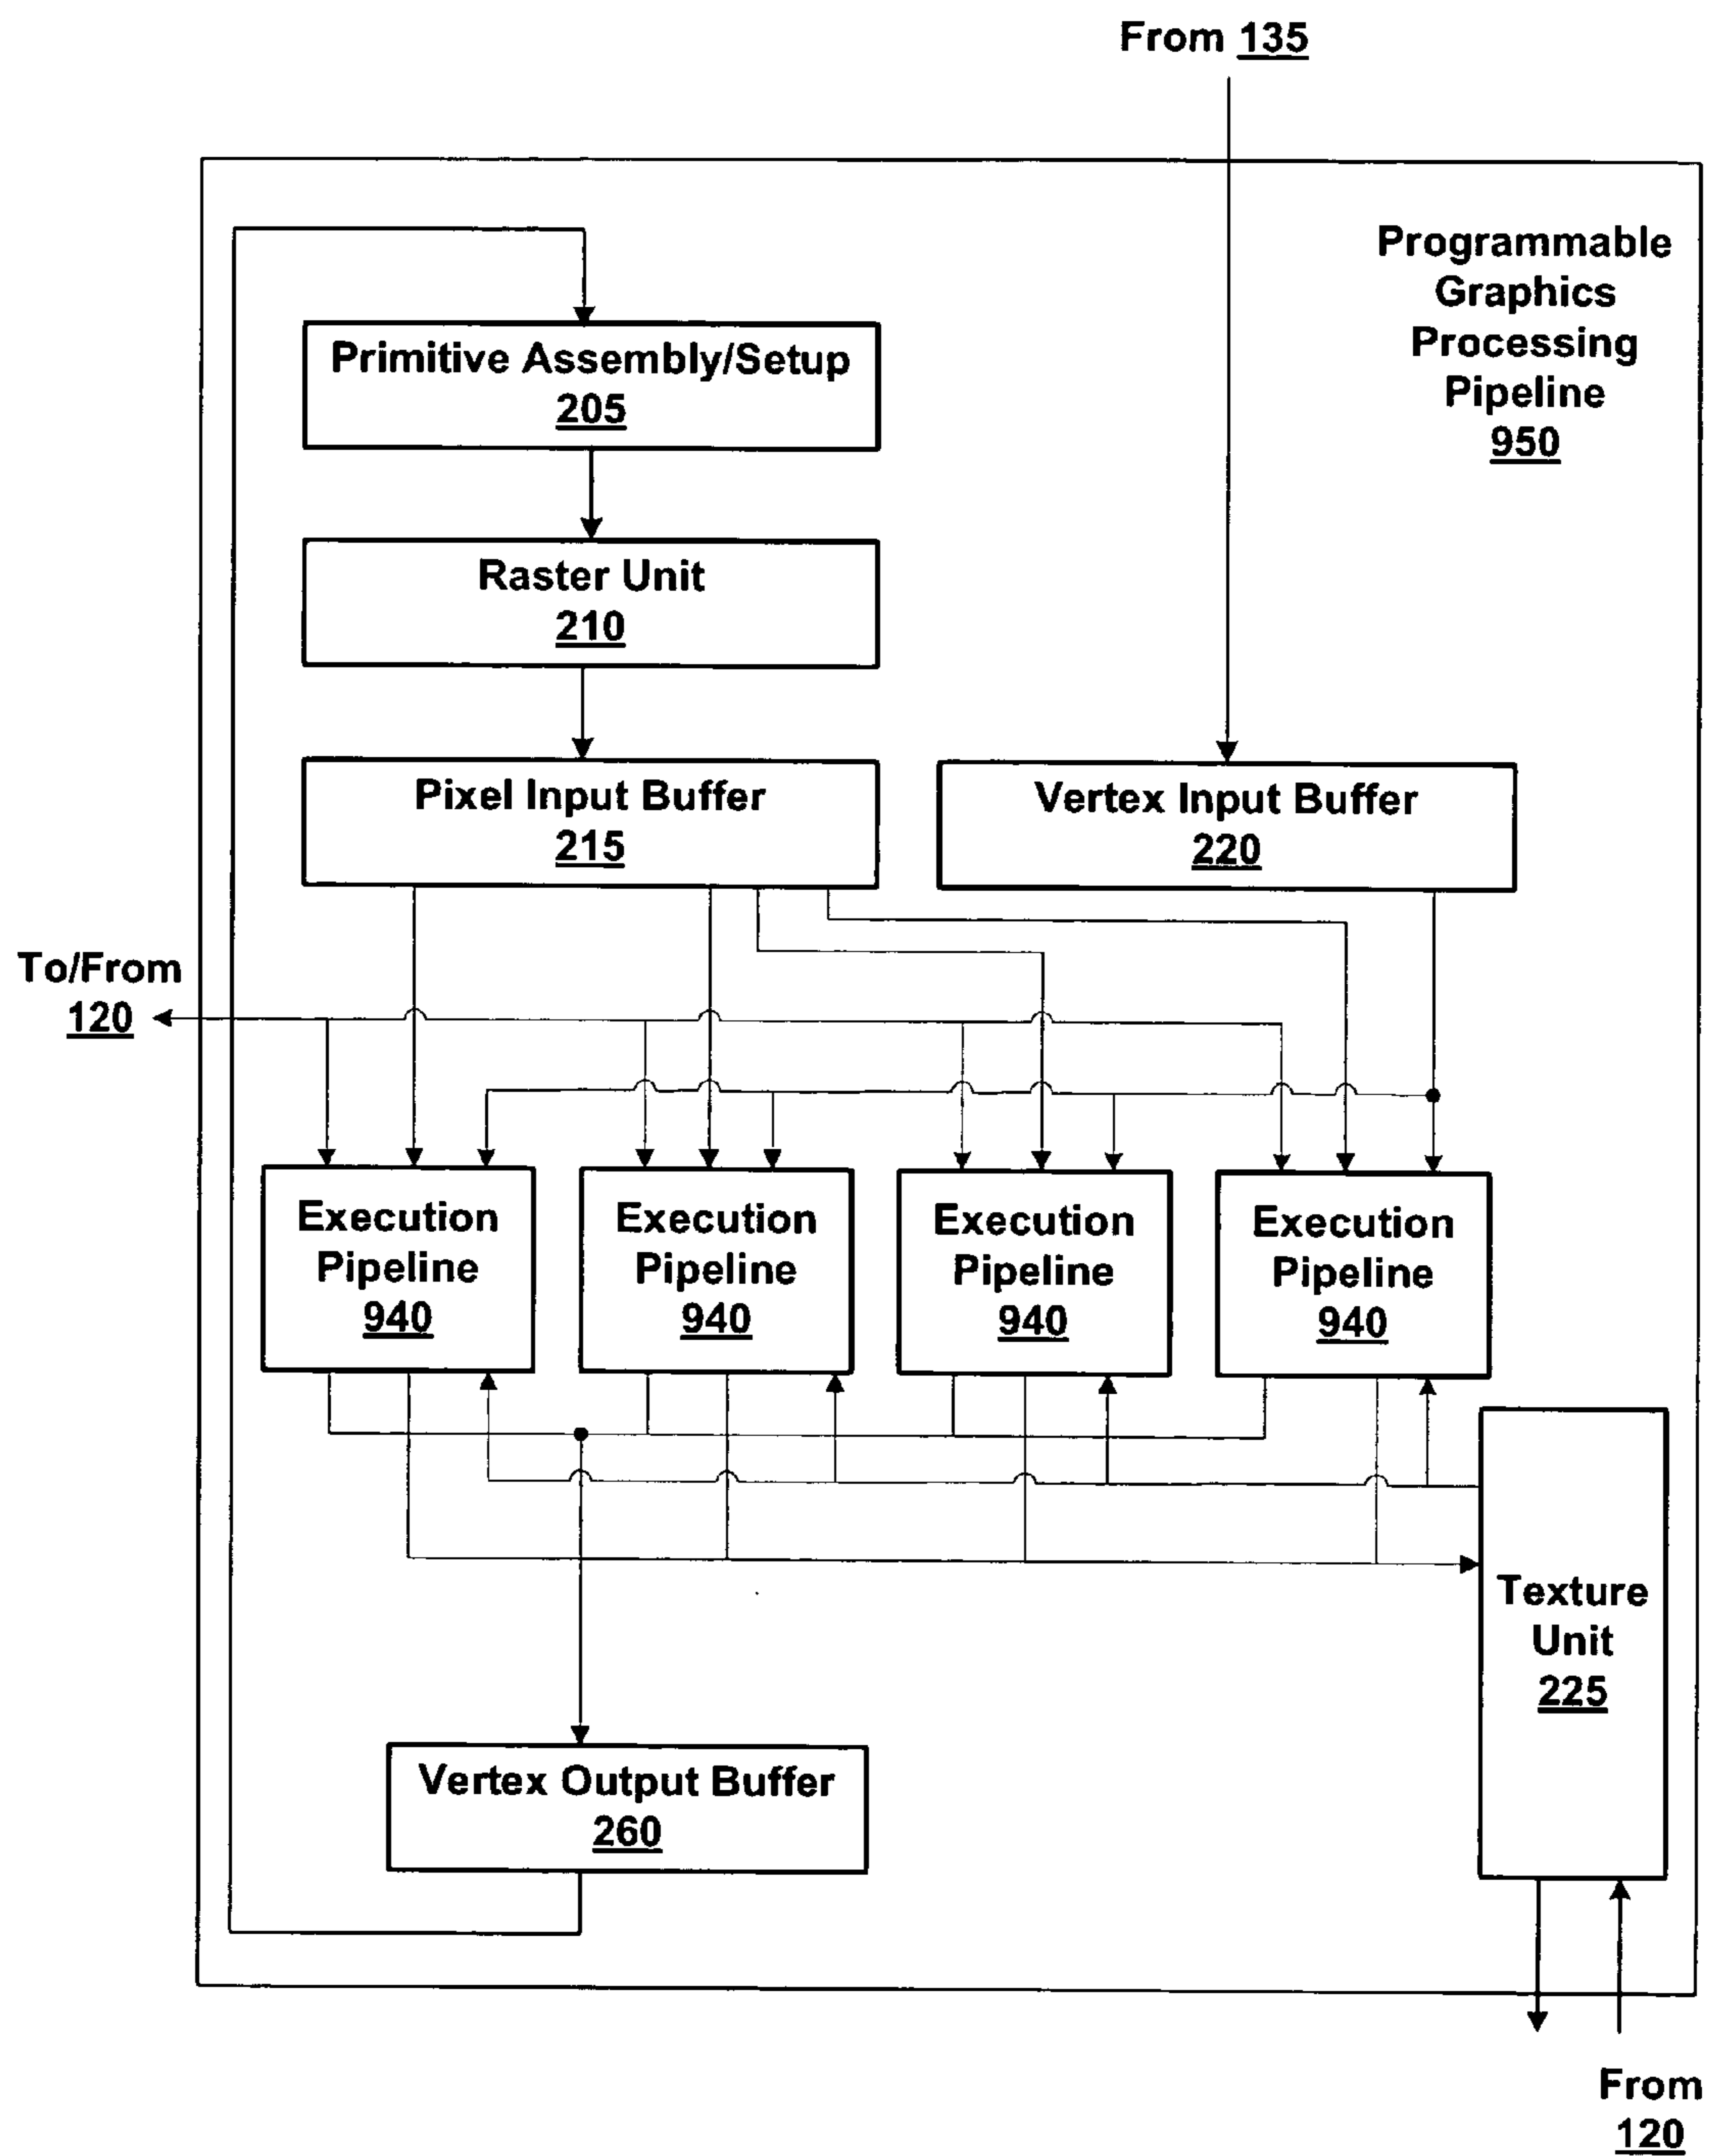 From 135
Programmable
Graphics
Processing
Pipeline
950
Primitive Assembly/Setup
205
Raster Unit
210
Pixel Input Buffer
215
Vertex Input Buffer
220
To/From
120
Execution
Pipeline
940
Execution
Pipeline
940
Execution
Pipeline
940
Execution
Pipeline
940
Texture
Unit
225
Vertex Output Buffer
260
From
120